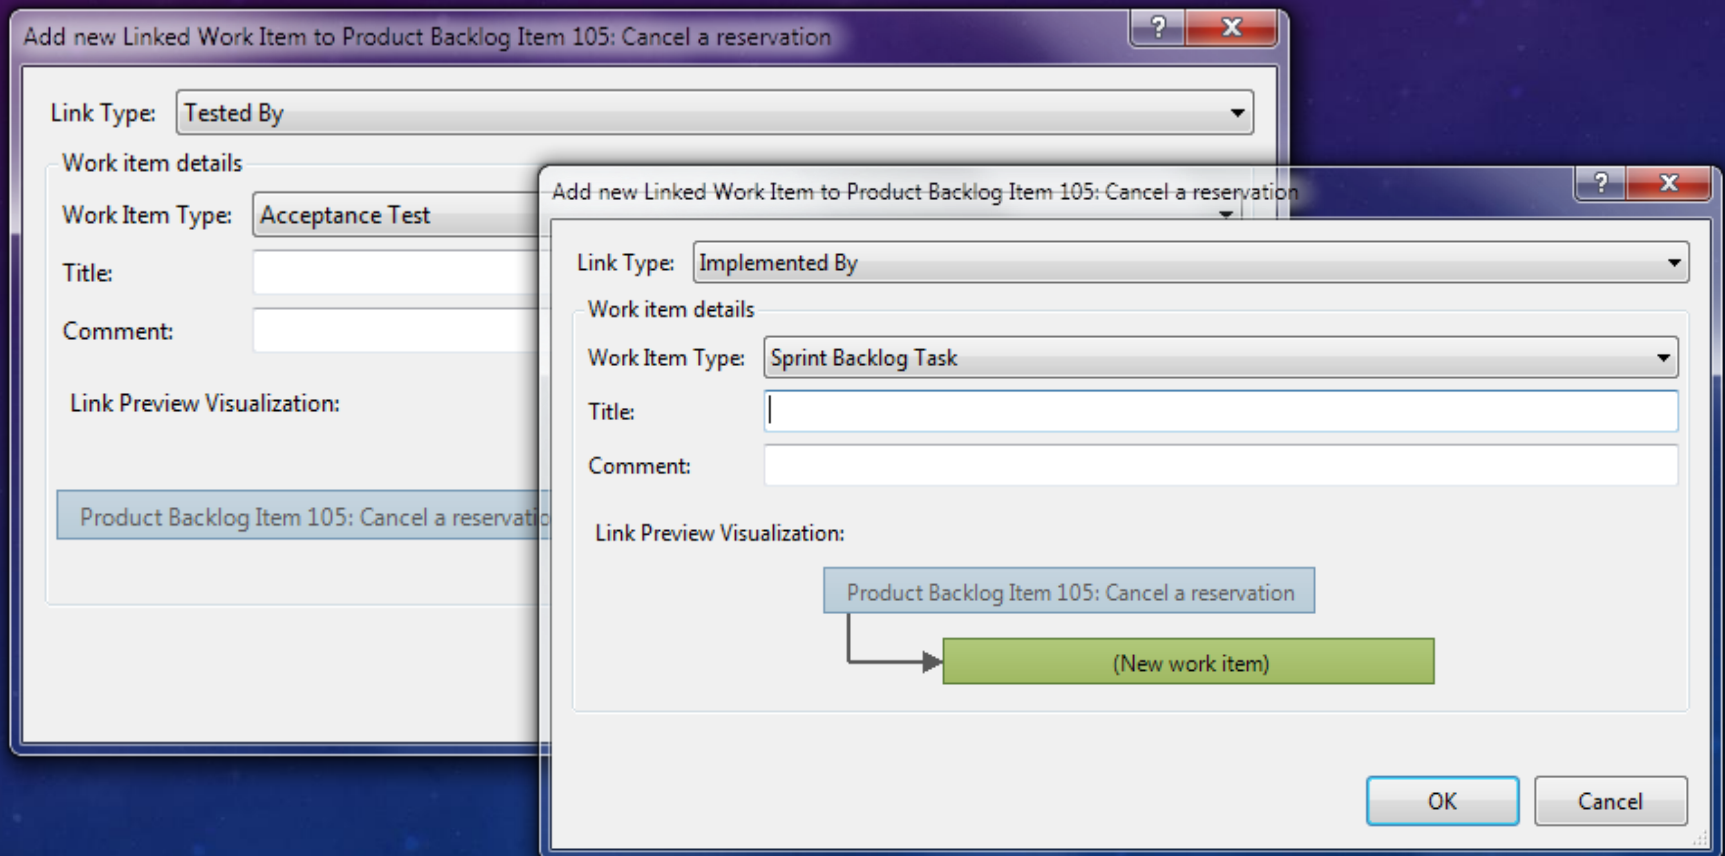 Add new Linked Work Item to Product Backlog Item 105: Cancel a reservation
?
Link Type: Tested By
Work item details
Work Item Type: Acceptance Test
Title:
Comment:
Link Preview Visualization:
Product Backlog Item 105: Cancel a reservatio
Add new Linked Work Item to Product Backlog Item 105: Cancel a reservation
?
Link Type: Implemented By
Work item details
Work Item Type: Sprint Backlog Task
Title:
Comment:
Link Preview Visualization:
Product Backlog Item 105: Cancel a reservation
(New work item)
OK Cancel